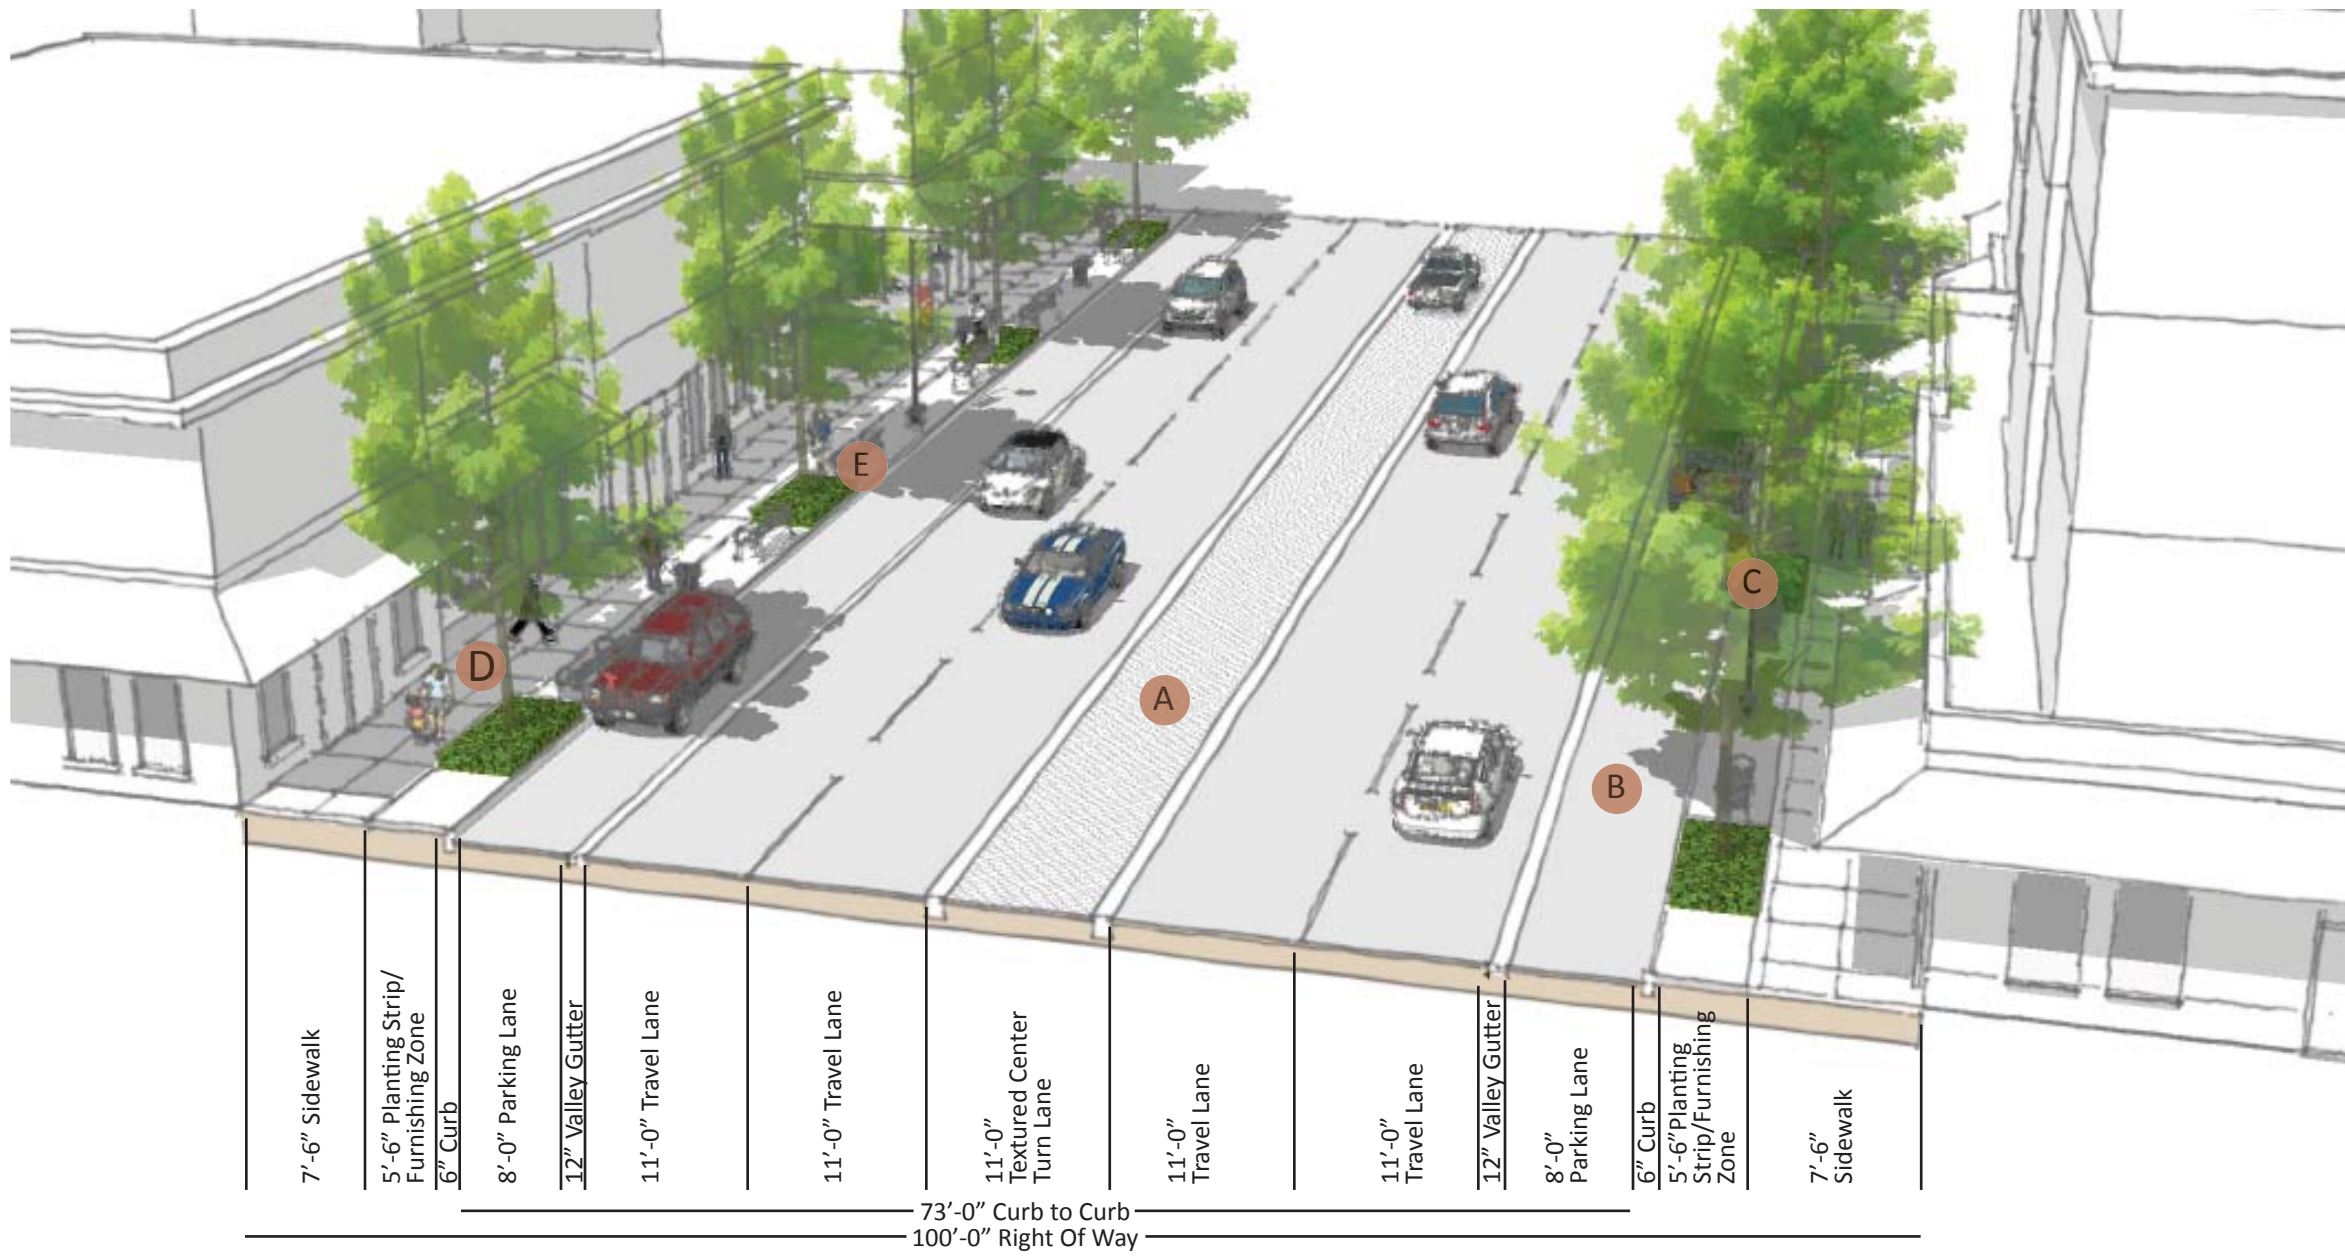 E
C
D
A
B
7’-6” Sidewalk
5’-6” Planting Strip/
Furnishing Zone
6” Curb
8’-0” Parking Lane
12” Valley Gutter
11’-0” Travel Lane
11’-0” Travel Lane
11’-0”
Textured Center
Turn Lane
11’-0”
Travel Lane
11’-0”
Travel Lane
12” Valley Gutter
8’-0”
Parking Lane
6” Curb
5’-6”Planting
Strip/Furnishing
Zone
7’-6”
Sidewalk
73’-0” Curb to Curb
100’-0” Right Of Way